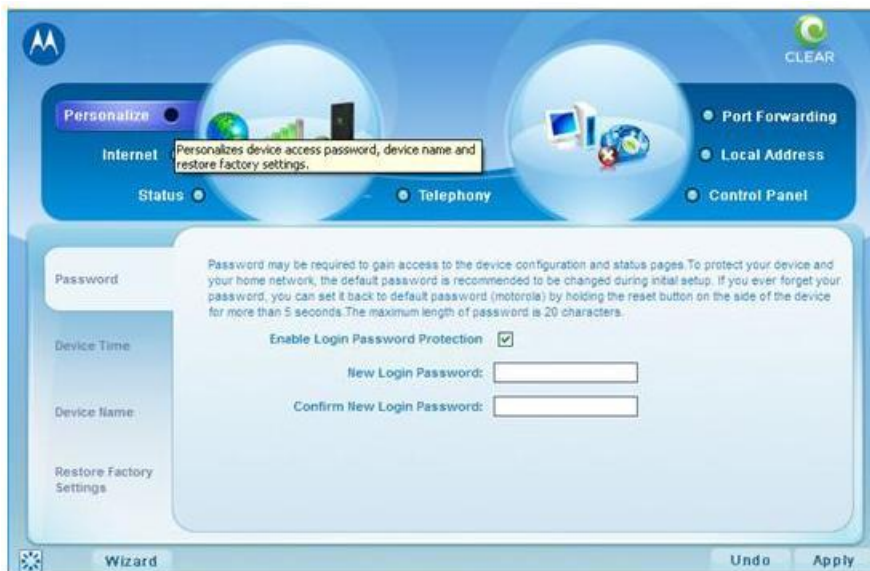 CLEAR
Personalize
Port Forwarding
Internet
Personalizes device access password, device name and
restore factory settings.
Local Address
Status
Telephony
Control Panel
Password
Password may be required to gain access to the device configuration and status pages.To protect your device and
your home network, the default password is recommended to be changed during initial setup. If you ever forget your
password, you can set it back to default password (motorola) by holding the reset button on the side of the device
for more than 5 seconds.The maximum length of password is 20 characters.
Enable Login Password Protection
Device Time
New Login Password:
Confirm New Login Password:
Device Name
Restore Factory
Settings
Wizard
Undo
Apply